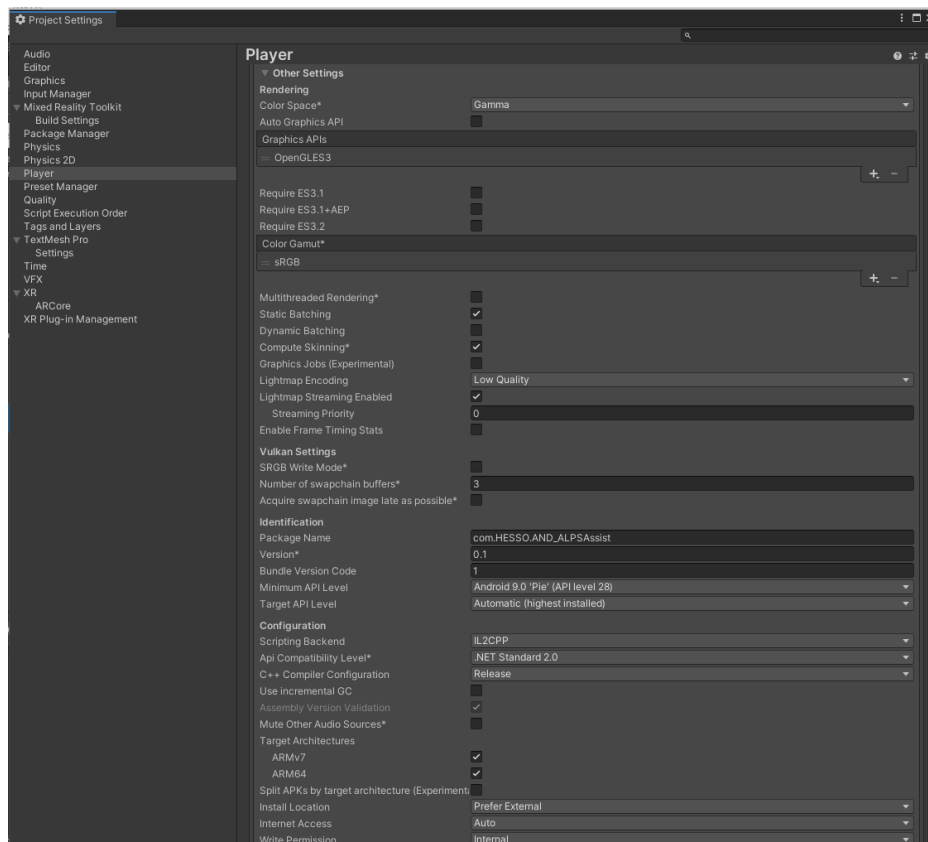 Project Settings
Audio
Editor
Graphics
Input Manager
Mixed Reality Toolkit
Build Settings
Package Manager
Physics
Physics 2D
Player
Preset Manager
Quality
Script Execution Order
Tags and Layers
TextMesh Pro
Settings
Time
VFX
XR
ARCore
XR Plug-in Management
Player
Other Settings
Rendering
Color Space* Gamma
Auto Graphics API
Graphics APIs
OpenGLES3
Require ES3.1
Require ES3.1+AEP
Require ES3.2
Color Gamut*
sRGB
Multithreaded Rendering*
Static Batching
Dynamic Batching
Compute Skinning*
Graphics Jobs (Experimental)
Lightmap Encoding Low Quality
Lightmap Streaming Enabled
Streaming Priority 0
Enable Frame Timing Stats
Vulkan Settings
SRGB Write Mode*
Number of swapchain buffers* 3
Acquire swapchain image late as possible*
Identification
Package Name com.HESSO.AND_ALPSAssist
Version* 0.1
Bundle Version Code 1
Minimum API Level Android 9.0 'Pie' (API level 28)
Target API Level Automatic (highest installed)
Configuration
Scripting Backend IL2CPP
Api Compatibility Level* .NET Standard 2.0
C++ Compiler Configuration Release
Use incremental GC
Assembly Version Validation
Mute Other Audio Sources*
Target Architectures
ARMv7
ARM64
Split APKs by target architecture (Experimenta
Install Location Prefer External
Internet Access Auto
Write Permission Internal